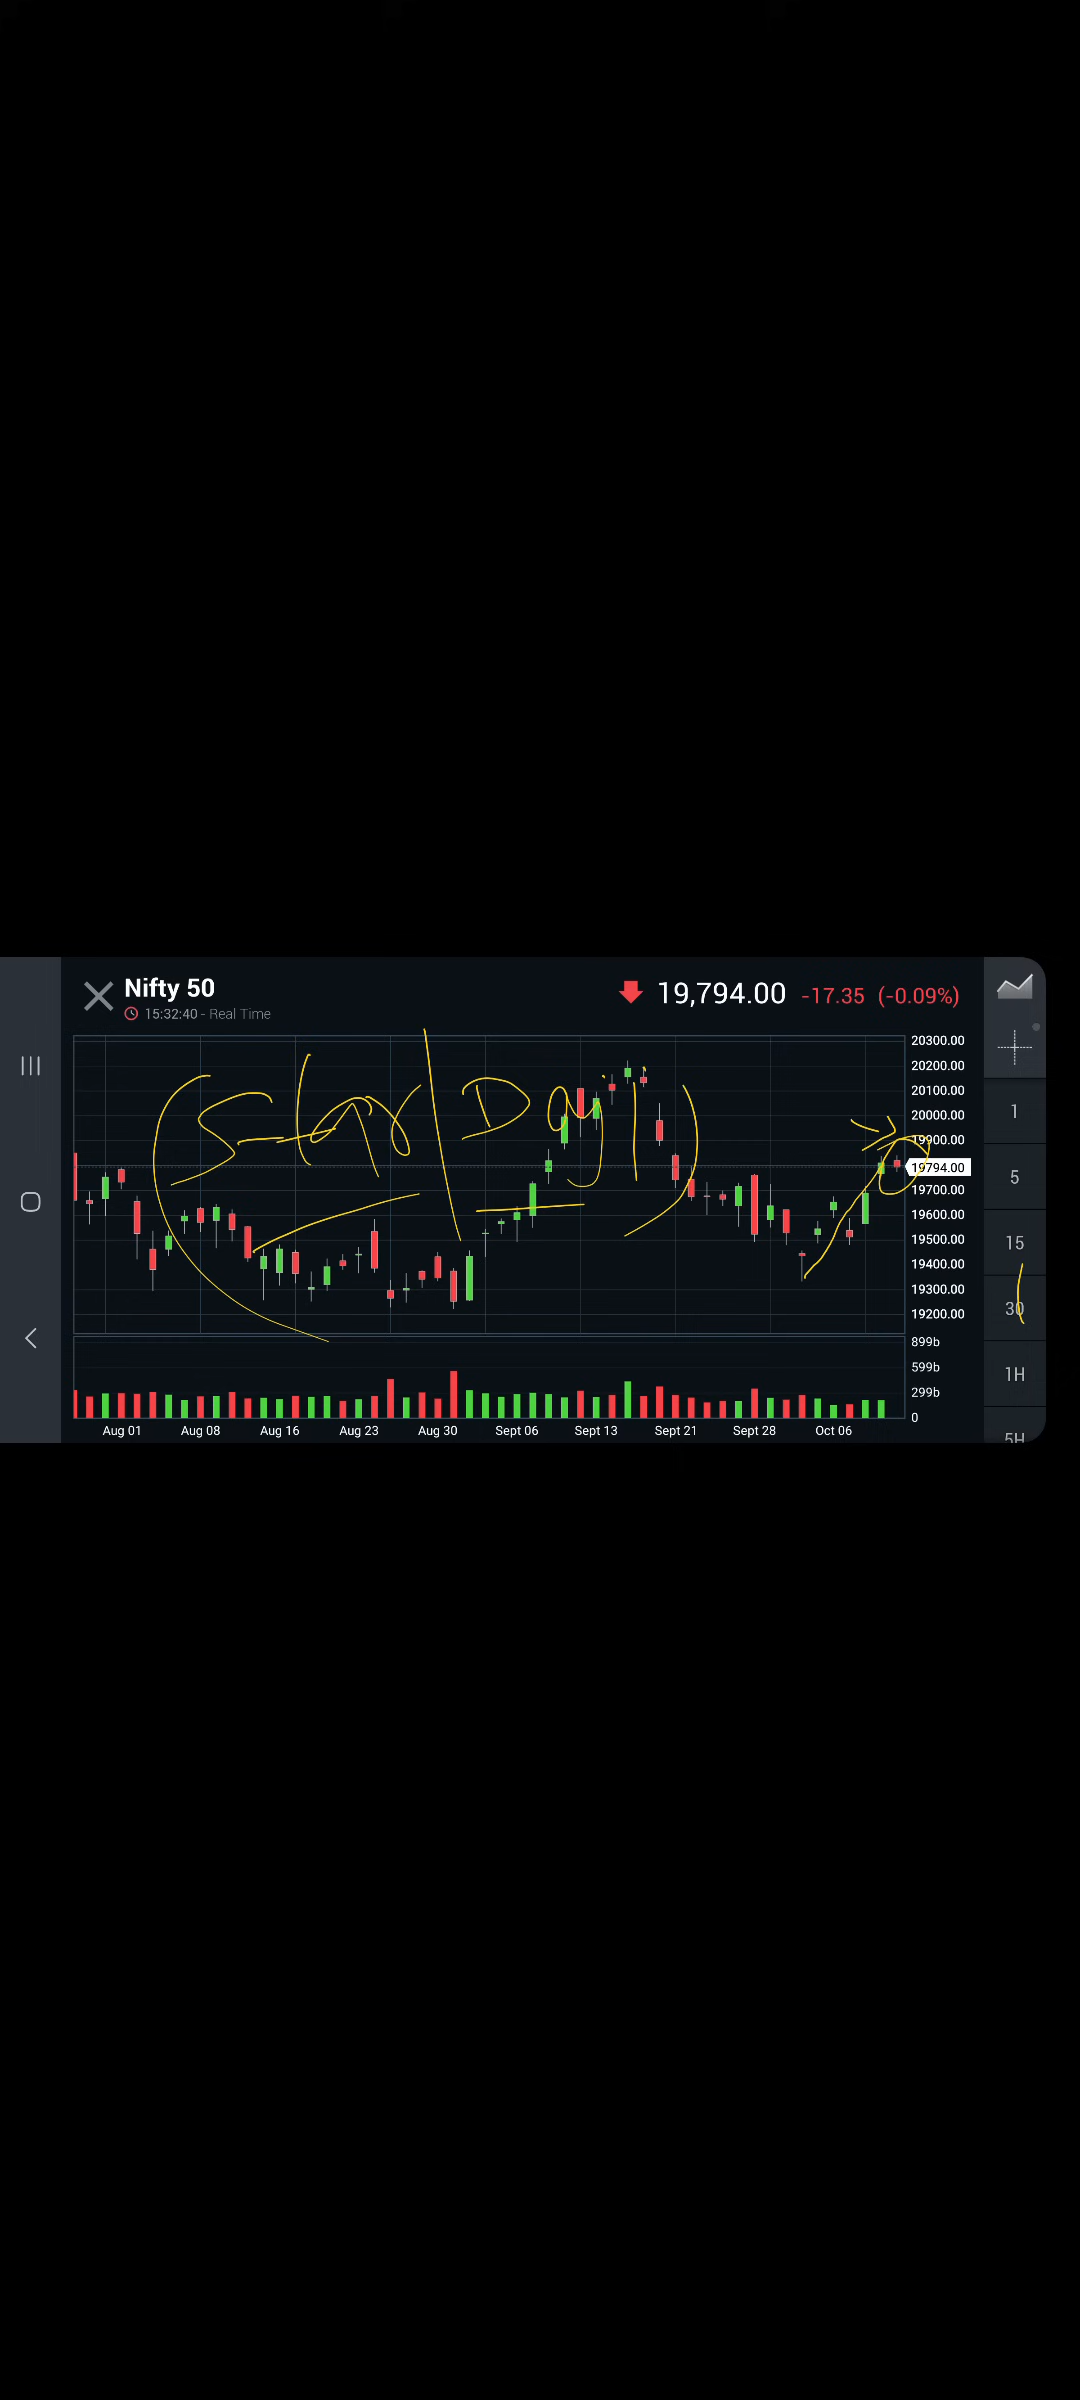 Nifty 50
19,794.00 -17.35 (-0.09%)
15:32:40 - Real Time
20300.00
20200.00
20100.00
20000.00
19900.00
19794.00
19700.00
19600.00
19500.00
19400.00
19300.00
19200.00
899b
599b
299b
0
Aug 01 Aug 08 Aug 16 Aug 23 Aug 30 Sept 06 Sept 13 Sept 21 Sept 28 Oct 06
1
5
15
30
1H
5H